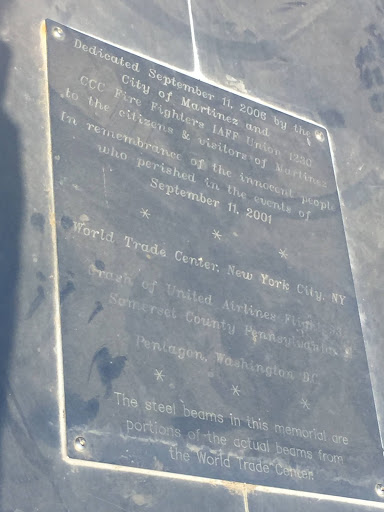 Dedicated September 11, 2006 by the
City of Martinez and
CCC Fire Fighters IAFF Union 1230
to the citizens & visitors of Martinez
In remembrance of the innocent people
who perished in the events of
September 11, 2001
* * *
World Trade Center, New York City, NY
Crash of United Airlines Flight 93
Somerset County Pennsylvania
Pentagon, Washington DC
* * *
The steel beams in this memorial are
portions of the actual beams from
the World Trade Center.